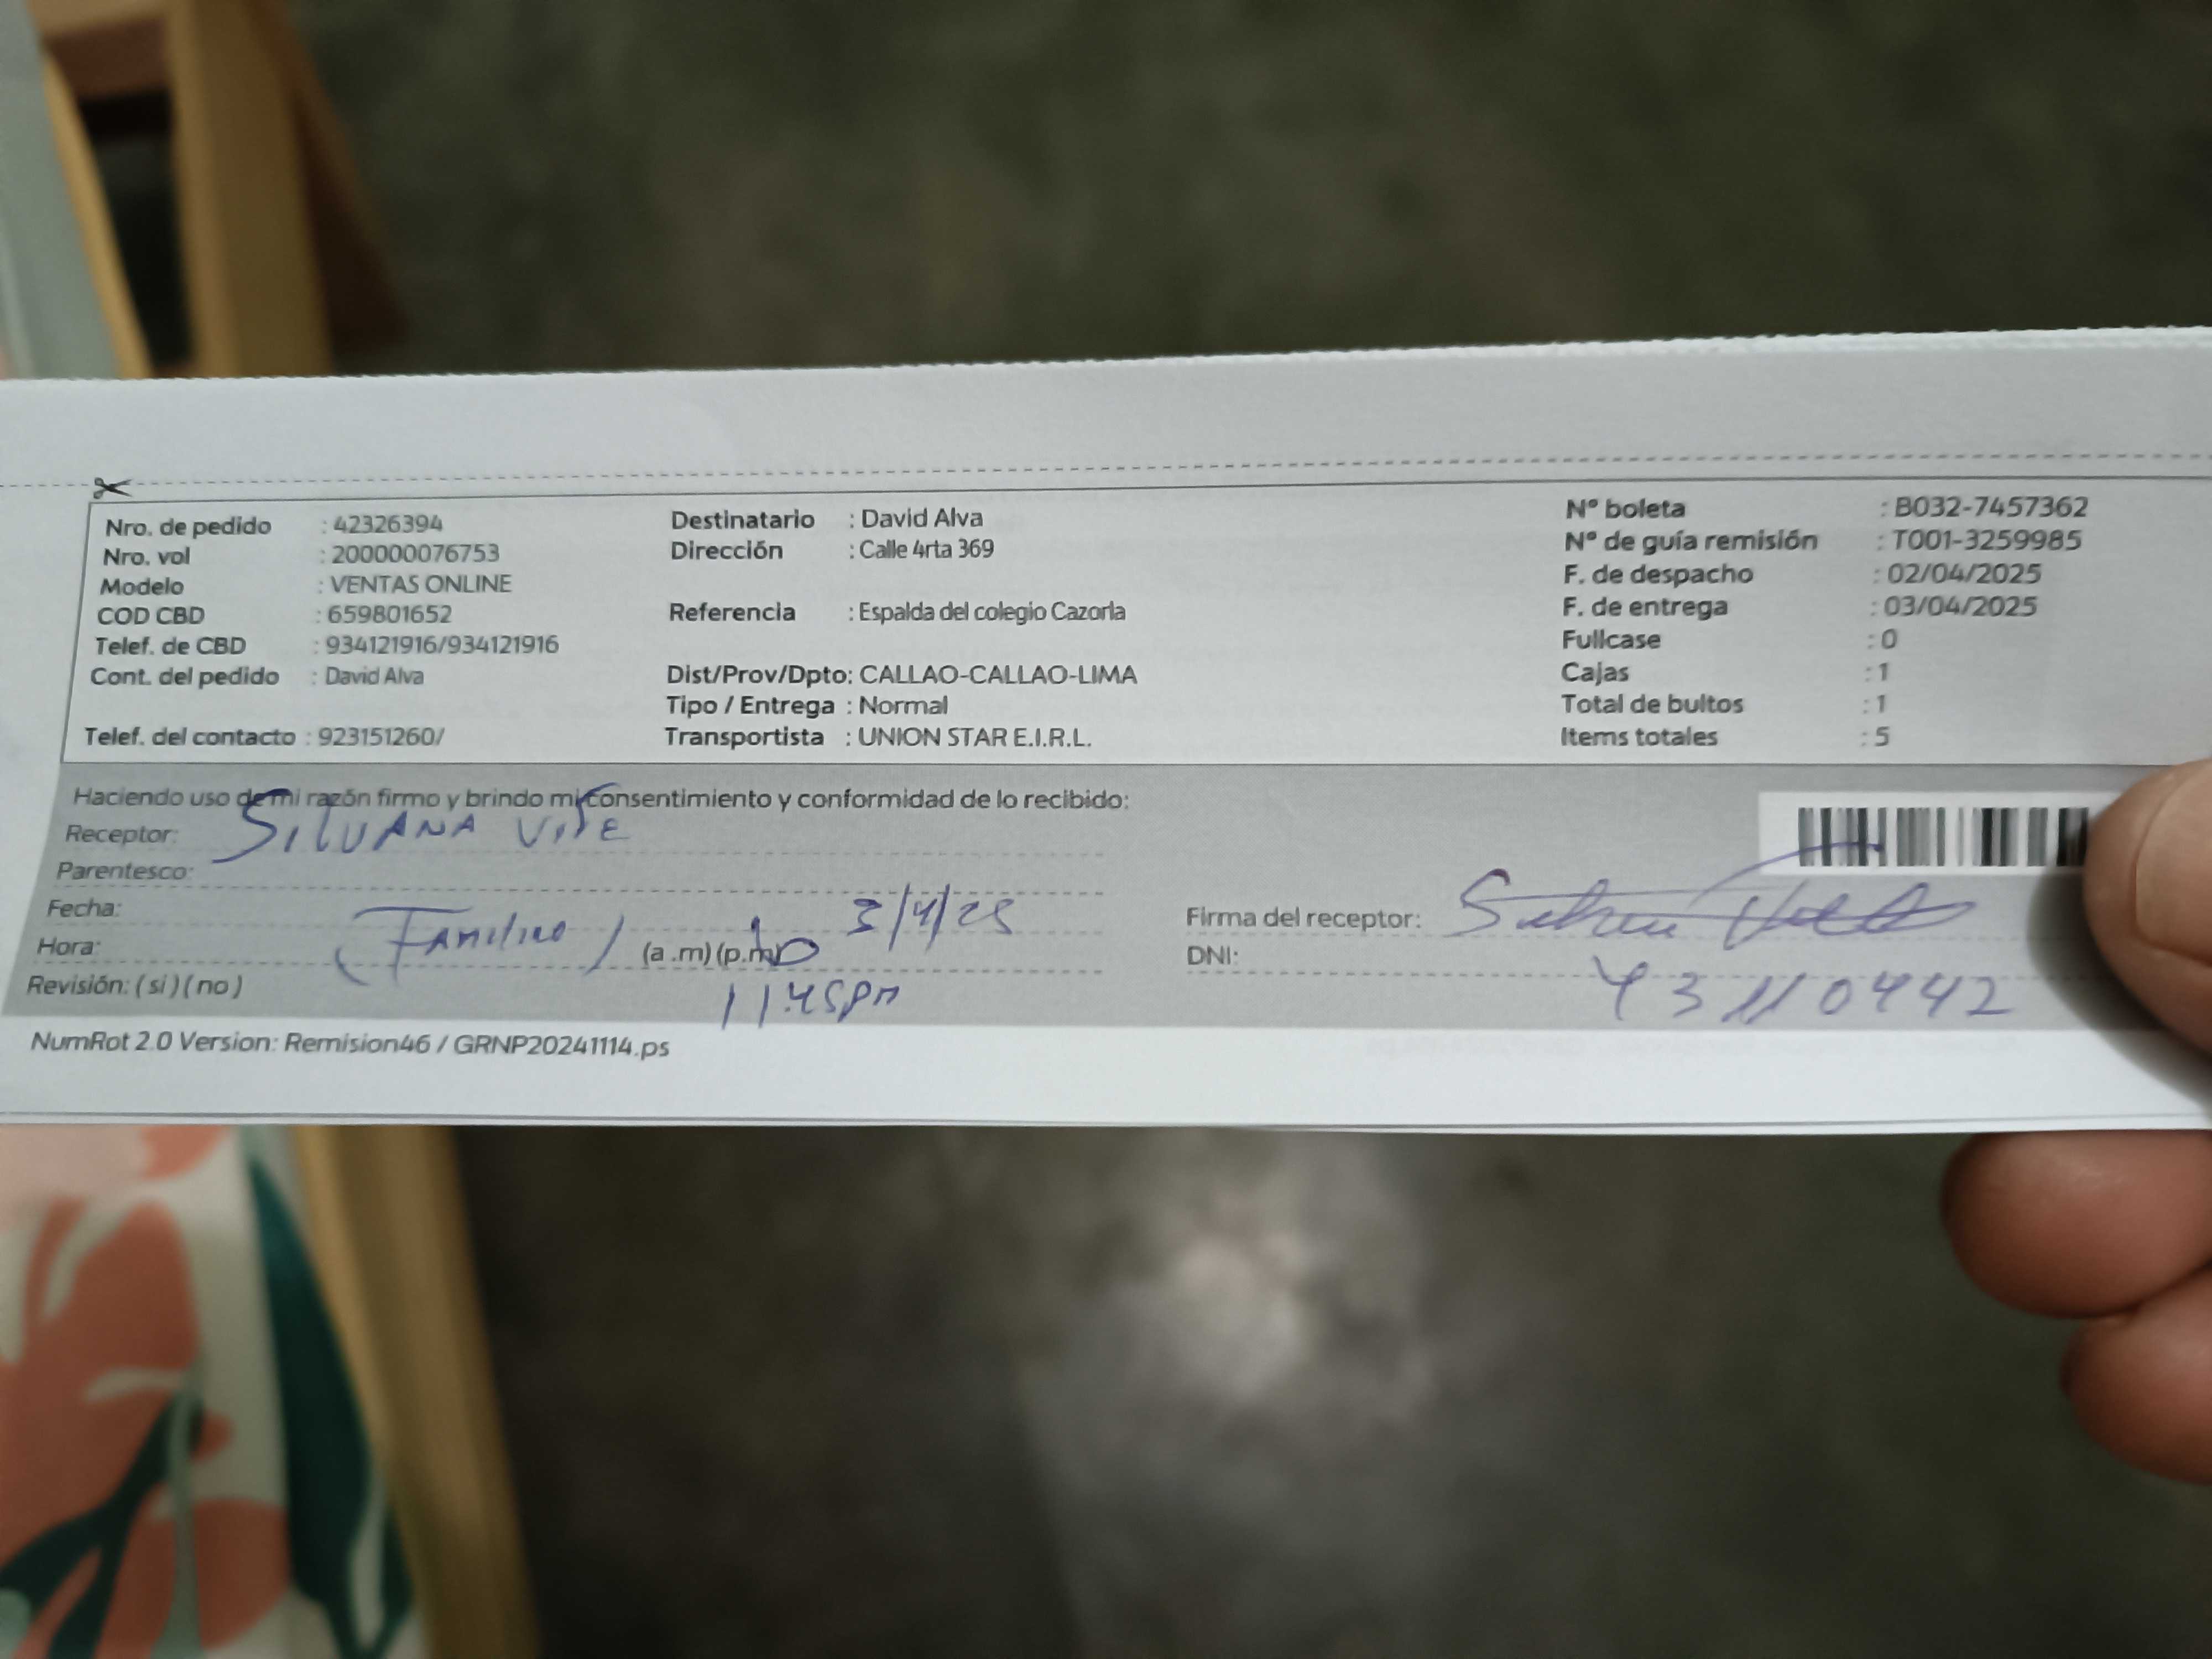 Nro. de pedido : 42326394
Nro. vol : 200000076753
Modelo : VENTAS ONLINE
COD CBD : 659801652
Telef. de CBD : 934121916/934121916
Cont. del pedido : David Alva
Telef. del contacto : 923151260/
Destinatario : David Alva
Dirección : Calle 4rta 369
Referencia : Espalda del colegio Cazorla
Dist/Prov/Dpto: CALLAO-CALLAO-LIMA
Tipo / Entrega : Normal
Transportista : UNION STAR E.I.R.L.
Nº boleta : B032-7457362
Nº de guía remisión : T001-3259985
F. de despacho : 02/04/2025
F. de entrega : 03/04/2025
Fullcase : 0
Cajas : 1
Total de bultos : 1
Items totales : 5
Haciendo uso de mi razón firmo y brindo mi consentimiento y conformidad de lo recibido:
Receptor: SILVANA
Parentesco:
Fecha: 3/4/25
Hora: (a.m) (p.m)
11:45pm
Revisión: ( si ) ( no )
Firma del receptor:
DNI:
43110442
NumRot 2.0 Version: Remision46 / GRNP20241114.ps